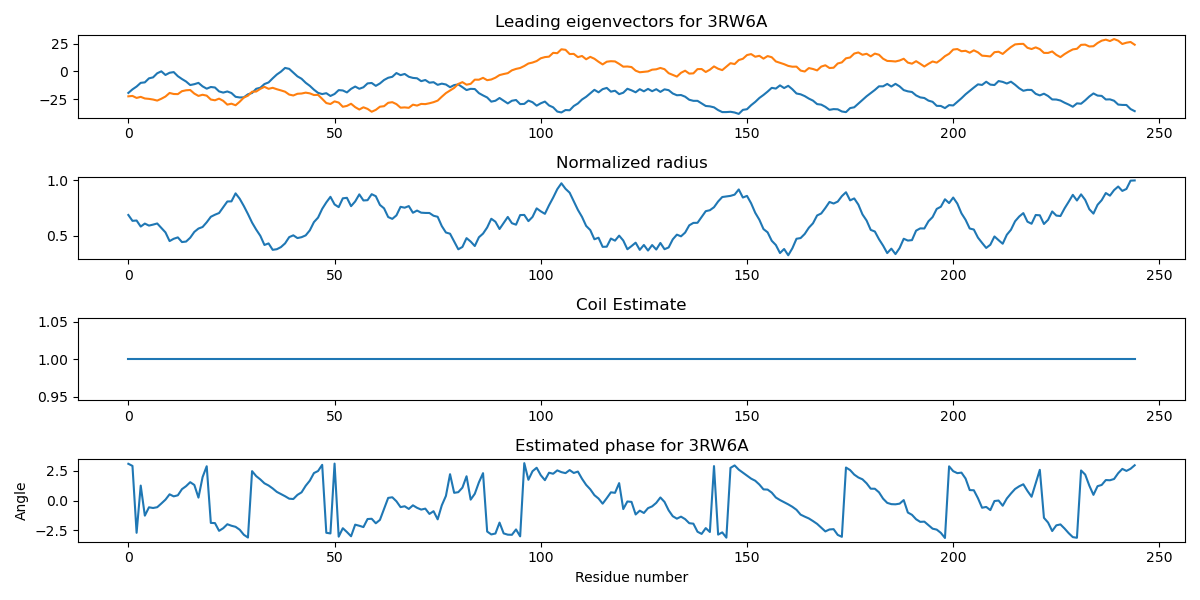 Leading eigenvectors for 3RW6A
25
0
−25
0 50 100 150 200 250
Normalized radius
1.0
0.5
0 50 100 150 200 250
Coil Estimate
1.05
1.00
0.95
0 50 100 150 200 250
Estimated phase for 3RW6A
Angle
2.5
0.0
−2.5
0 50 100 150 200 250
Residue number